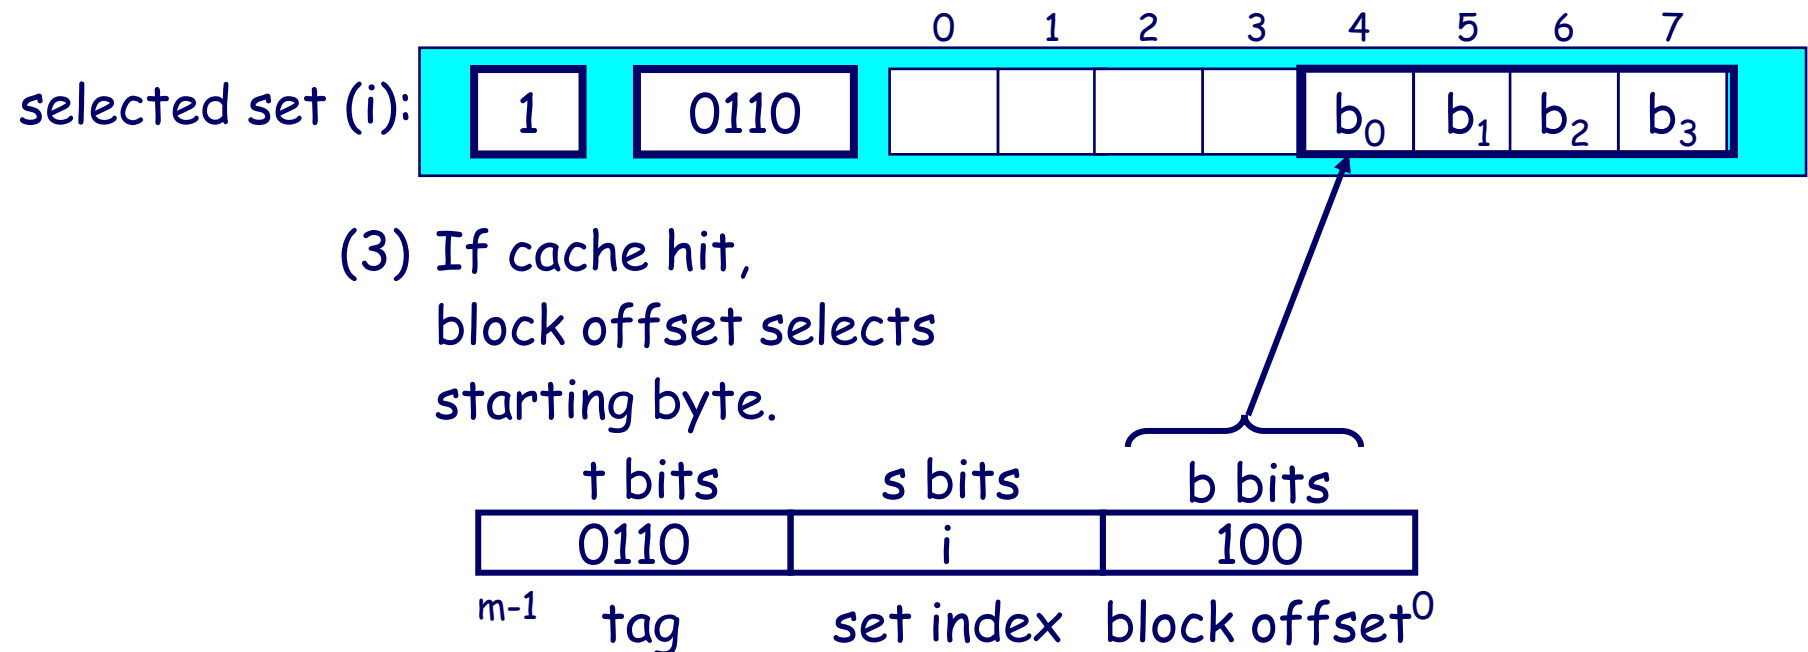 0 1 2 3 4 5 6 7
selected set (i): 1 0110 b₀ b₁ b₂ b₃
(3) If cache hit,
block offset selects
starting byte.
t bits s bits b bits
0110 i 100
m-1 tag set index block offset 0